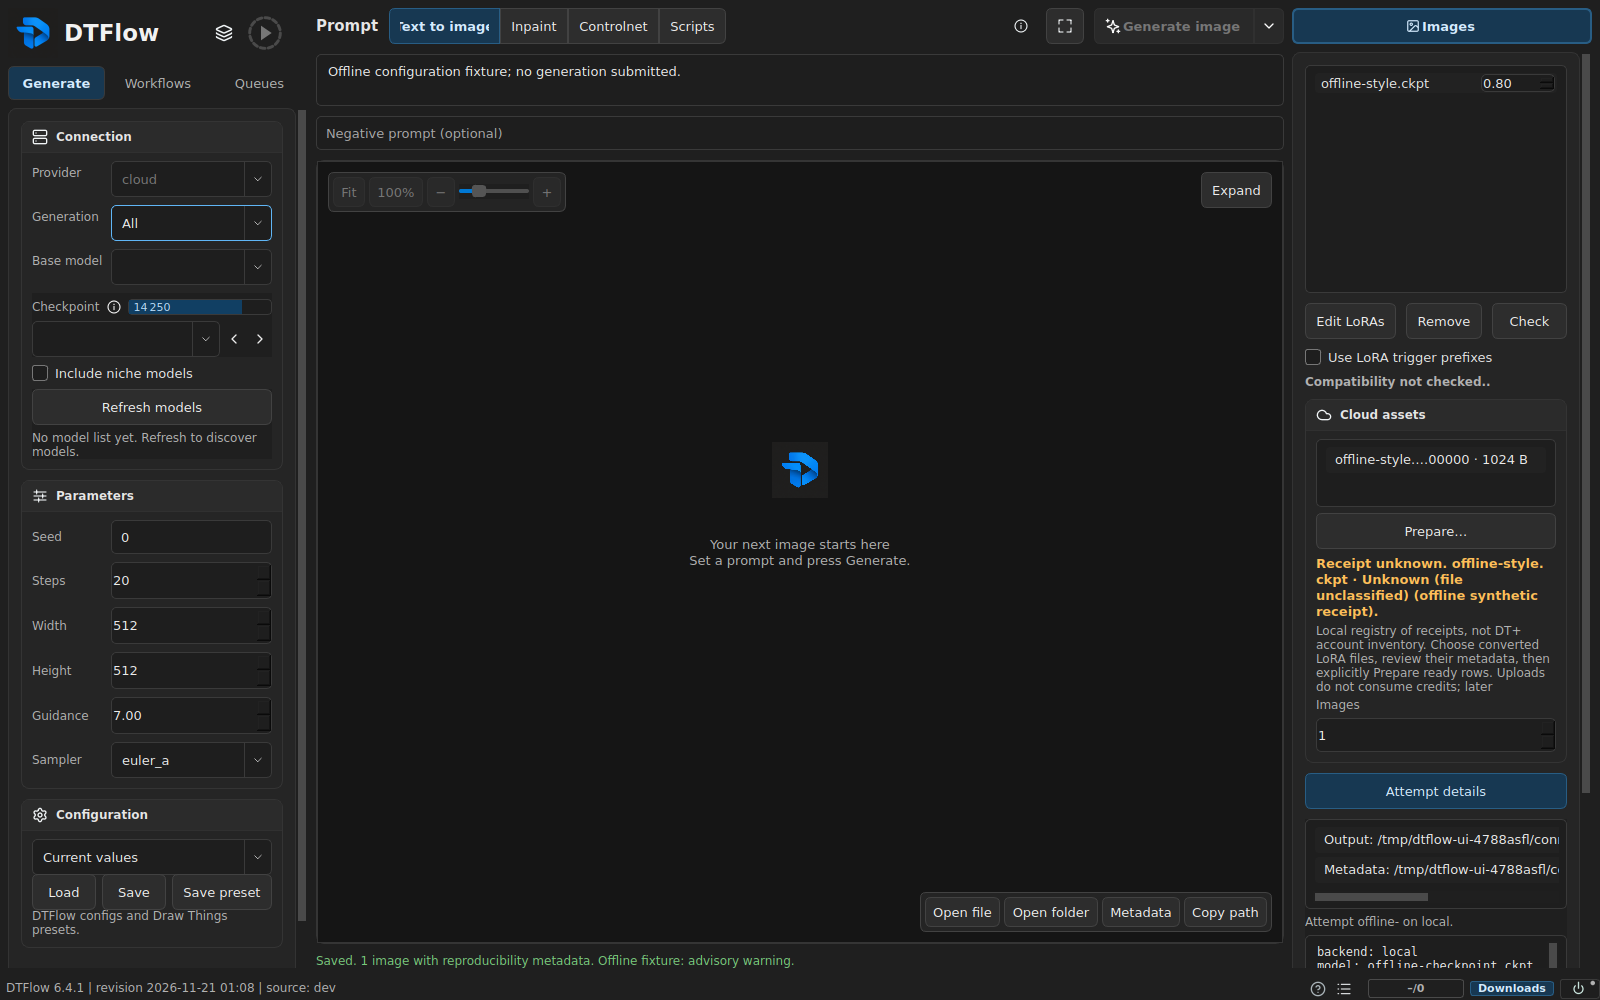 DTFlow
Generate
Workflows
Queues
Connection
Provider
cloud
Generation
All
Base model
Checkpoint
14 250
Include niche models
Refresh models
No model list yet. Refresh to discover
models.
Parameters
Seed
0
Steps
20
Width
512
Height
512
Guidance
7.00
Sampler
euler_a
Configuration
Current values
Load
Save
Save preset
DTFlow configs and Draw Things
presets.
Prompt
Text to image
Inpaint
Controlnet
Scripts
Generate image
Offline configuration fixture; no generation submitted.
Negative prompt (optional)
Fit
100%
−
+
Expand
Your next image starts here
Set a prompt and press Generate.
Open file
Open folder
Metadata
Copy path
Saved. 1 image with reproducibility metadata. Offline fixture: advisory warning.
Images
offline-style.ckpt
0.80
Edit LoRAs
Remove
Check
Use LoRA trigger prefixes
Compatibility not checked..
Cloud assets
offline-style....00000 · 1024 B
Prepare...
Receipt unknown. offline-style.
ckpt · Unknown (file
unclassified) (offline synthetic
receipt).
Local registry of receipts, not DT+
account inventory. Choose converted
LoRA files, review their metadata, then
explicitly Prepare ready rows. Uploads
do not consume credits; later
Images
1
Attempt details
Output: /tmp/dtflow-ui-4788asfl/con
Metadata: /tmp/dtflow-ui-4788asfl/c
Attempt offline- on local.
backend: local
model: offline-checkpoint.ckpt
DTFlow 6.4.1 | revision 2026-11-21 01:08 | source: dev
-/0
Downloads